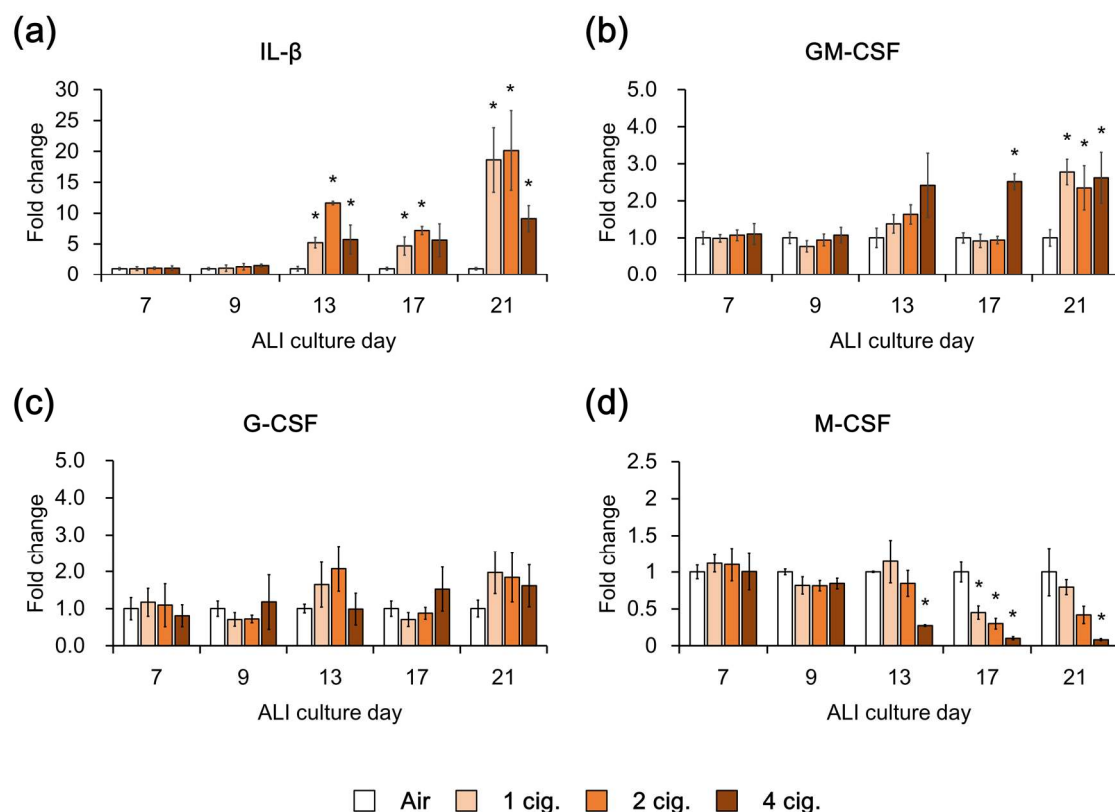 (a)
IL-β
Fold change
30
25
20
15
10
5
0
* * * * * * * *
7 9 13 17 21
ALI culture day
(b)
GM-CSF
Fold change
5.0
4.0
3.0
2.0
1.0
0.0
* * * *
7 9 13 17 21
ALI culture day
(c)
G-CSF
Fold change
5.0
4.0
3.0
2.0
1.0
0.0
7 9 13 17 21
ALI culture day
(d)
M-CSF
Fold change
2.5
2
1.5
1
0.5
0
* * * * *
7 9 13 17 21
ALI culture day
Air 1 cig. 2 cig. 4 cig.